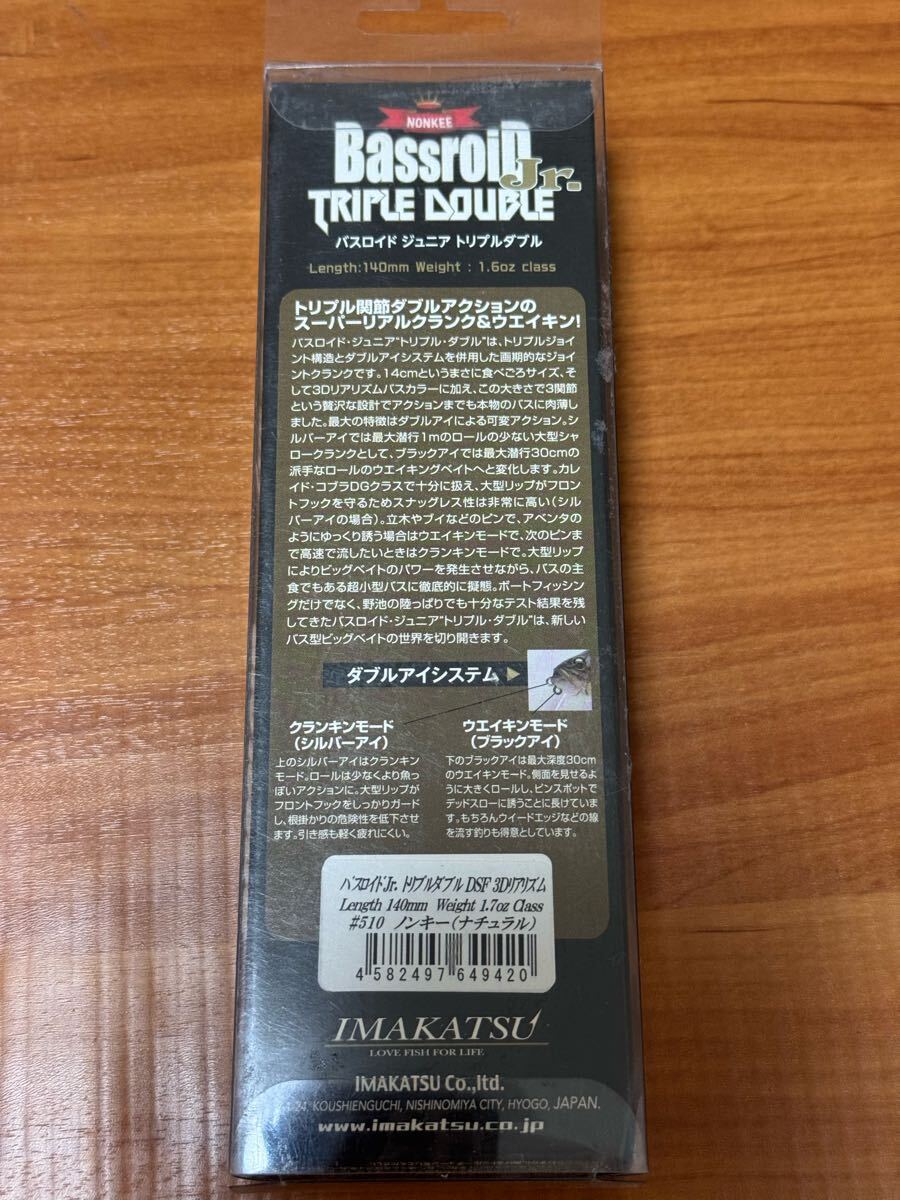 NONKEE
Bassroid Jr.
TRIPLE DOUBLE
バスロイド ジュニア トリプルダブル
Length:140mm Weight : 1.6oz class
トリプル関節ダブルアクションの
スーパーリアルクランク&ウエイキン!
バスロイド・ジュニア"トリプル・ダブル"は、トリプルジョイ
ント構造とダブルアイシステムを併用した画期的なジョイ
ントクランクです。14cmというまさに食べごろサイズ、そ
して3Dリアリズムバスカラーに加え、この大きさで3関節
という贅沢な設計でアクションまでも本物のバスに肉薄し
ました。最大の特徴はダブルアイによる可変アクション。シ
ルバーアイでは最大潜行1mのロールの少ない大型シャ
ロークランクとして、ブラックアイでは最大潜行30cmの
派手なロールのウエイキングベイトへと変化します。カレ
イド・コブラDGクラスで十分に扱え、大型リップがフロン
トフックを守るためスナッグレス性は非常に高い(シル
バーアイの場合)。立木やブイなどのピンで、アベンタの
ようにゆっくり誘う場合はウエイキンモードで、次のピンま
で高速で流したいときはクランキンモードで。大型リップ
によりビッグベイトのパワーを発生させながら、バスの主
食でもある超小型バスに徹底的に擬態。ボートフィッシン
グだけでなく、野池の陸っぱりでも十分なテスト結果を残
してきたバスロイド・ジュニア"トリプル・ダブル"は、新しい
バス型ビッグベイトの世界を切り開きます。
ダブルアイシステム
クランキンモード
(シルバーアイ)
上のシルバーアイはクランキン
モード。ロールは少なくより魚っ
ぽいアクションに。大型リップが
フロントフックをしっかりガード
し、根掛かりの危険性を低下させ
ます。引き感も軽く疲れにくい。
ウエイキンモード
(ブラックアイ)
下のブラックアイは最大深度30cm
のウエイキンモード。側面を見せるよ
うに大きくロールし、ピンスポットで
デッドスローに誘うことに長けていま
す。もちろんウイードエッジなどの線
を流す釣りも得意としています。
バスロイドJr. トリプルダブル DSF 3Dリアリズム
Length 140mm Weight 1.7oz Class
#510 ノンキー(ナチュラル)
4 582497 649420
IMAKATSU
LOVE FISH FOR LIFE
IMAKATSU Co.,ltd.
24, KOUSHIENGUCHI, NISHINOMIYA CITY, HYOGO, JAPAN.
www.imakatsu.co.jp